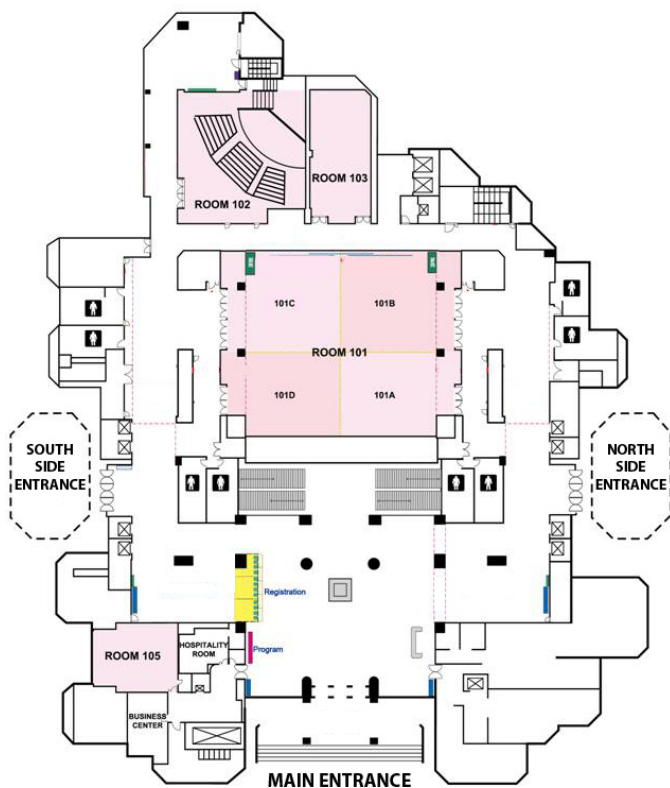 ROOM 102
ROOM 103
101C
101B
ROOM 101
101D
101A
SOUTH
SIDE
ENTRANCE
NORTH
SIDE
ENTRANCE
Registration
Program
HOSPITALITY
ROOM
ROOM 105
BUSINESS
CENTER
MAIN ENTRANCE